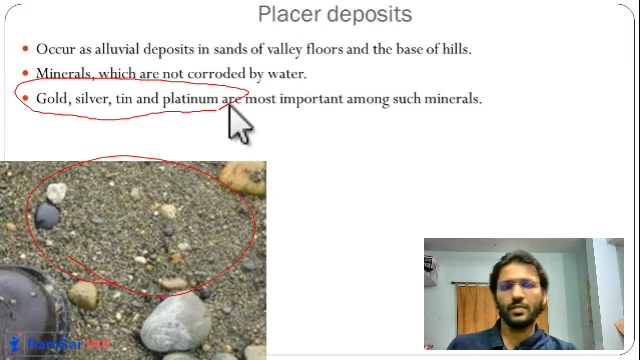 Placer deposits
Occur as alluvial deposits in sands of valley floors and the base of hills.
Minerals, which are not corroded by water.
Gold, silver, tin and platinum are most important among such minerals.
RamSai IAS